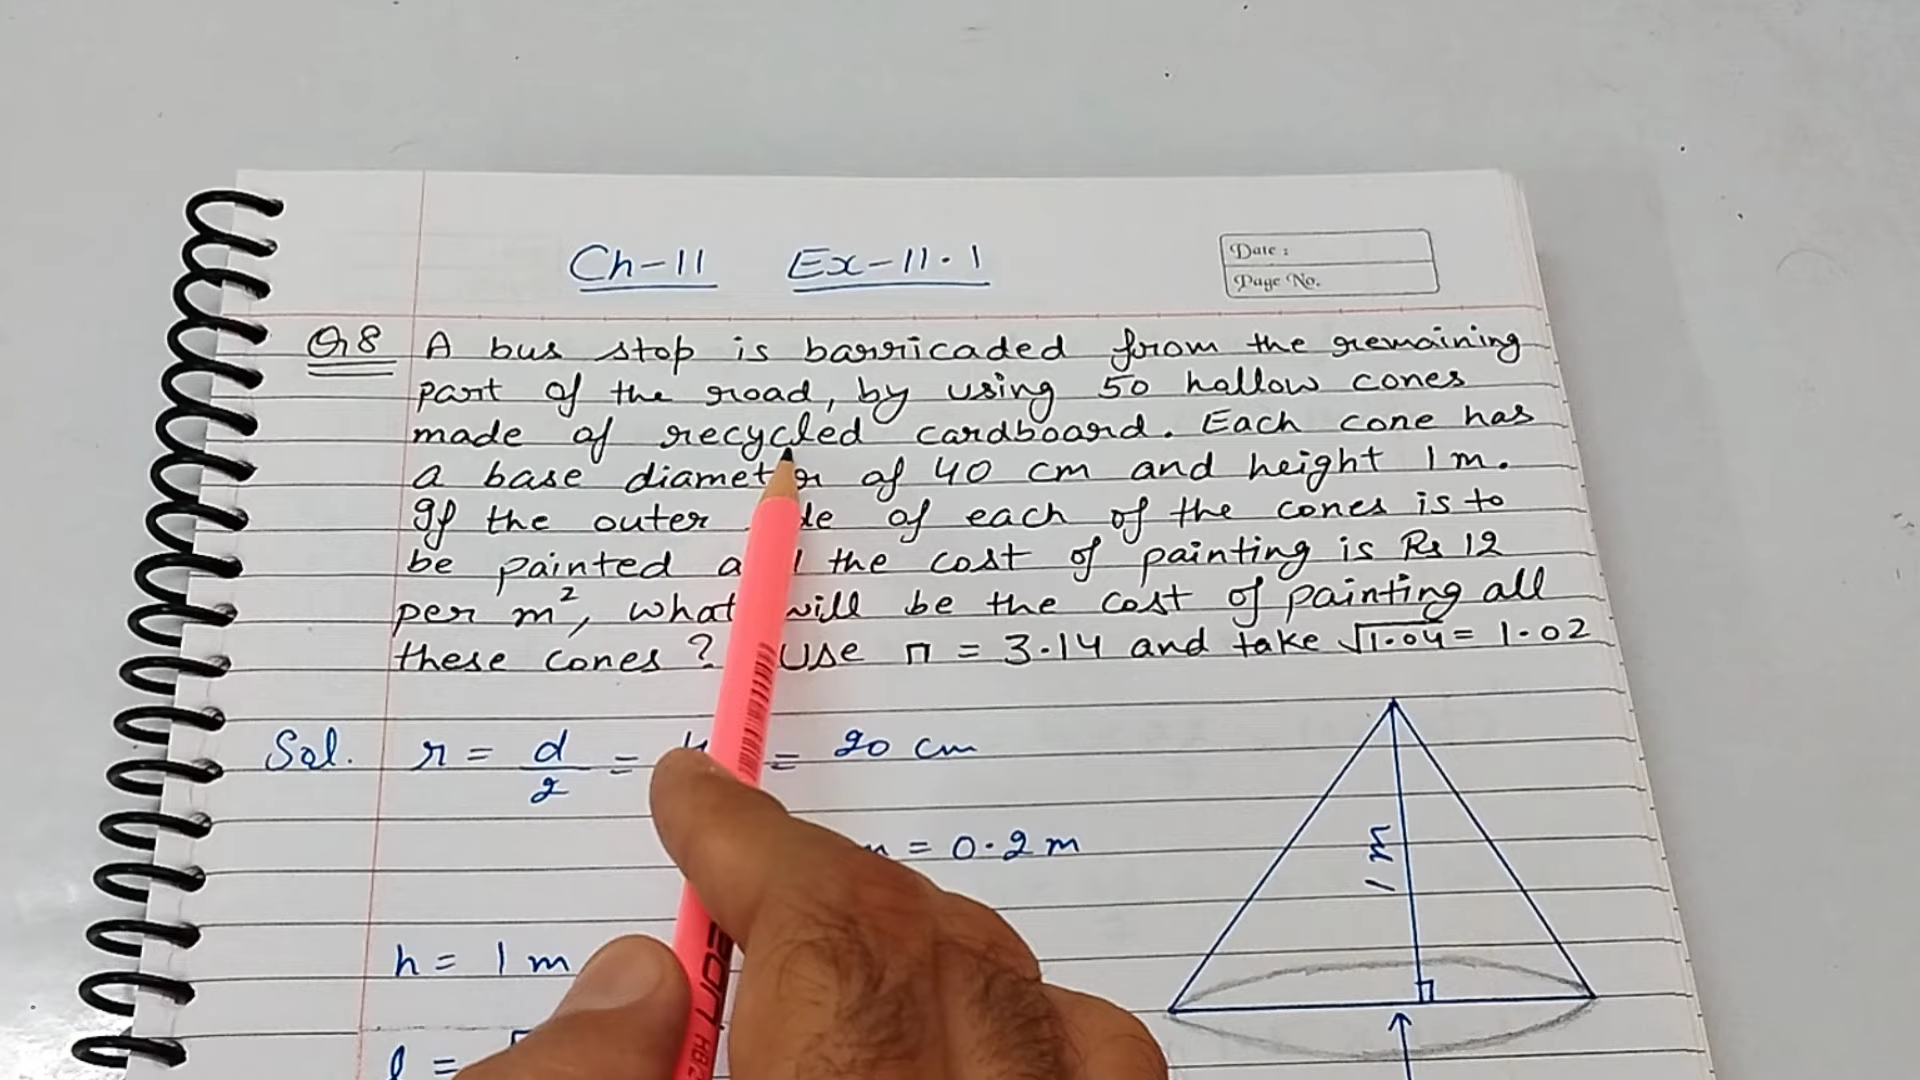 Ch-11 Ex-11.1
Date :
Page No.
Q8 A bus stop is barricaded from the remaining
part of the road, by using 50 hollow cones
made of recycled cardboard. Each cone has
a base diameter of 40 cm and height 1m.
If the outer of each of the cones is to
be painted the cost of painting is Rs 12
per m², what will be the cost of painting all
these cones ? Use π = 3.14 and take √1.04 = 1.02
Sol. r = d/2 = = 20 cm
= 0.2 m
1m
h = 1 m
l =